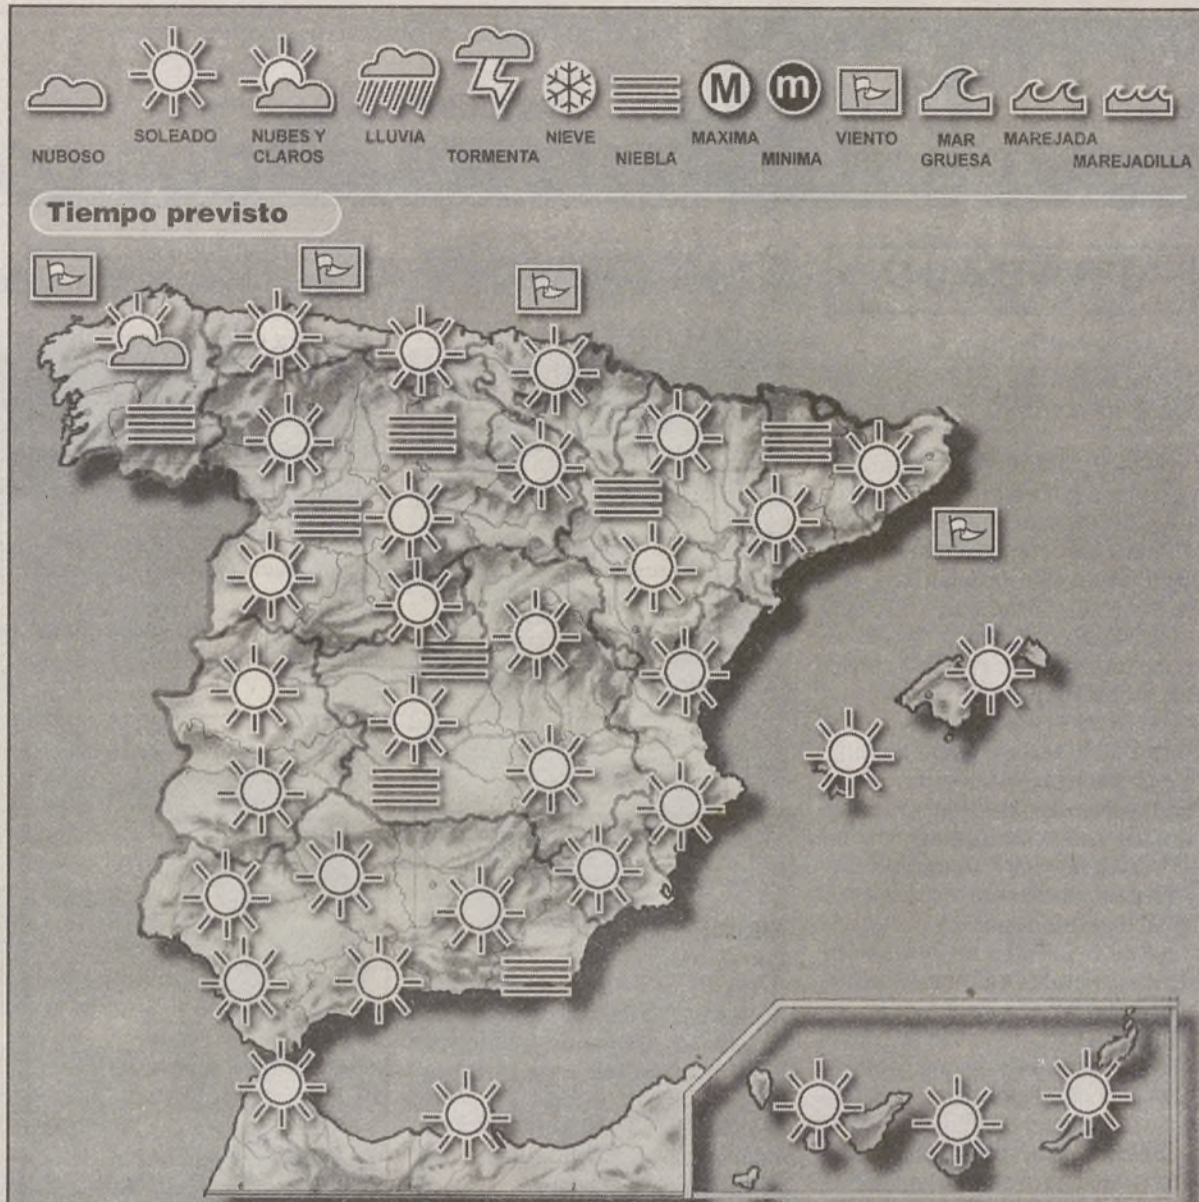 NUBOSO
SOLEADO
NUBES Y
CLAROS
LLUVIA
TORMENTA
NIEVE
NIEBLA
M
MAXIMA
m
MINIMA
VIENTO
MAR
GRUESA
MAREJADA
MAREJADILLA
Tiempo previsto